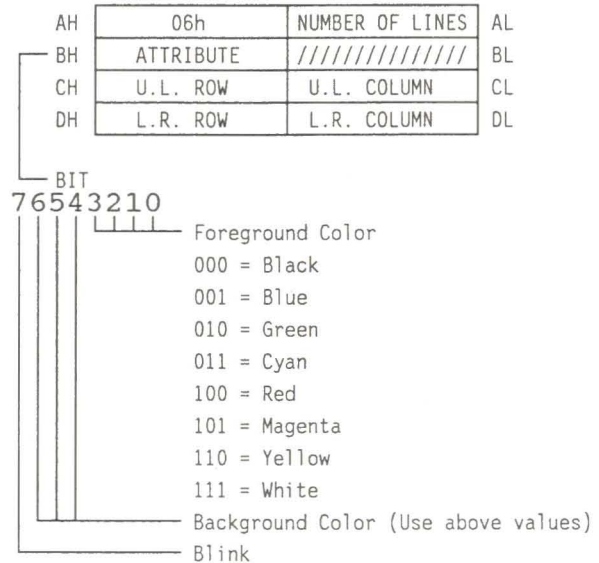 AH 06h NUMBER OF LINES AL
BH ATTRIBUTE /////////////// BL
CH U.L. ROW U.L. COLUMN CL
DH L.R. ROW L.R. COLUMN DL
BIT
76543210
Foreground Color
000 = Black
001 = Blue
010 = Green
011 = Cyan
100 = Red
101 = Magenta
110 = Yellow
111 = White
Background Color (Use above values)
Blink